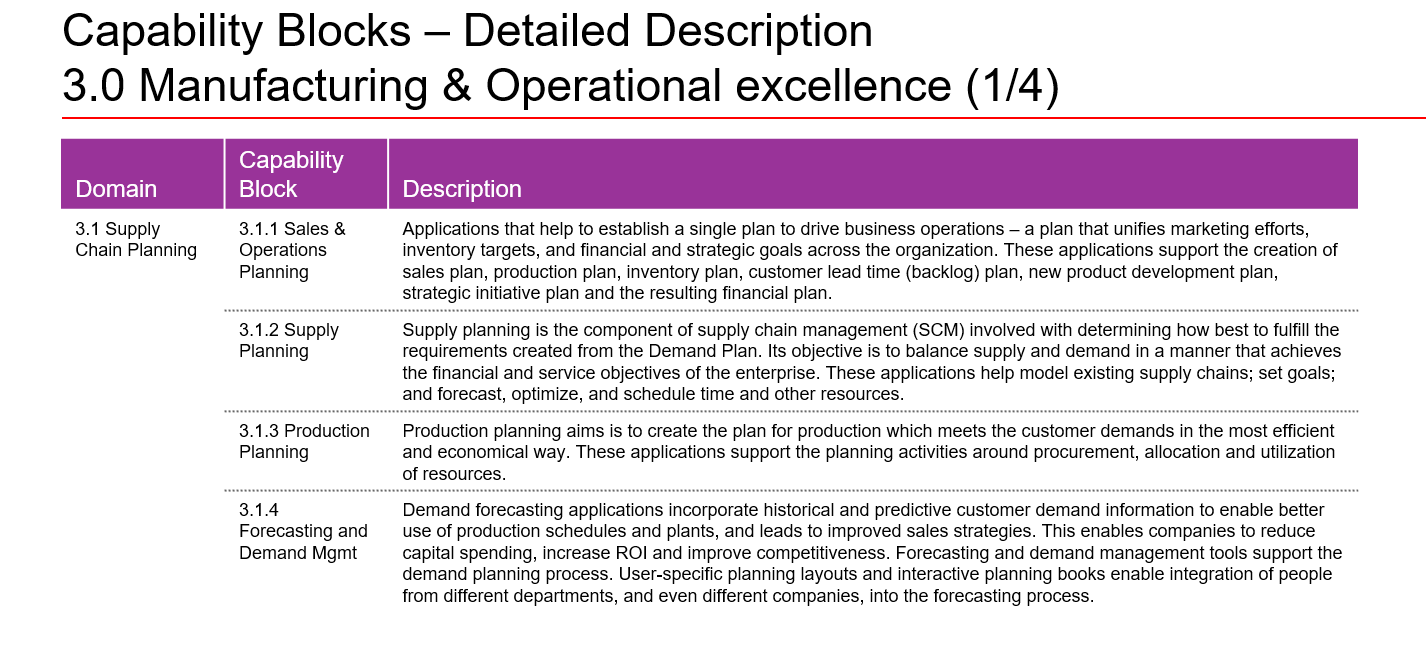 Capability Blocks – Detailed Description
3.0 Manufacturing & Operational excellence (1/4)
Domain
Capability
Block
Description
3.1 Supply
Chain Planning
3.1.1 Sales &
Operations
Planning
Applications that help to establish a single plan to drive business operations – a plan that unifies marketing efforts,
inventory targets, and financial and strategic goals across the organization. These applications support the creation of
sales plan, production plan, inventory plan, customer lead time (backlog) plan, new product development plan,
strategic initiative plan and the resulting financial plan.
3.1.2 Supply
Planning
Supply planning is the component of supply chain management (SCM) involved with determining how best to fulfill the
requirements created from the Demand Plan. Its objective is to balance supply and demand in a manner that achieves
the financial and service objectives of the enterprise. These applications help model existing supply chains; set goals;
and forecast, optimize, and schedule time and other resources.
3.1.3 Production
Planning
Production planning aims is to create the plan for production which meets the customer demands in the most efficient
and economical way. These applications support the planning activities around procurement, allocation and utilization
of resources.
3.1.4
Forecasting and
Demand Mgmt
Demand forecasting applications incorporate historical and predictive customer demand information to enable better
use of production schedules and plants, and leads to improved sales strategies. This enables companies to reduce
capital spending, increase ROI and improve competitiveness. Forecasting and demand management tools support the
demand planning process. User-specific planning layouts and interactive planning books enable integration of people
from different departments, and even different companies, into the forecasting process.